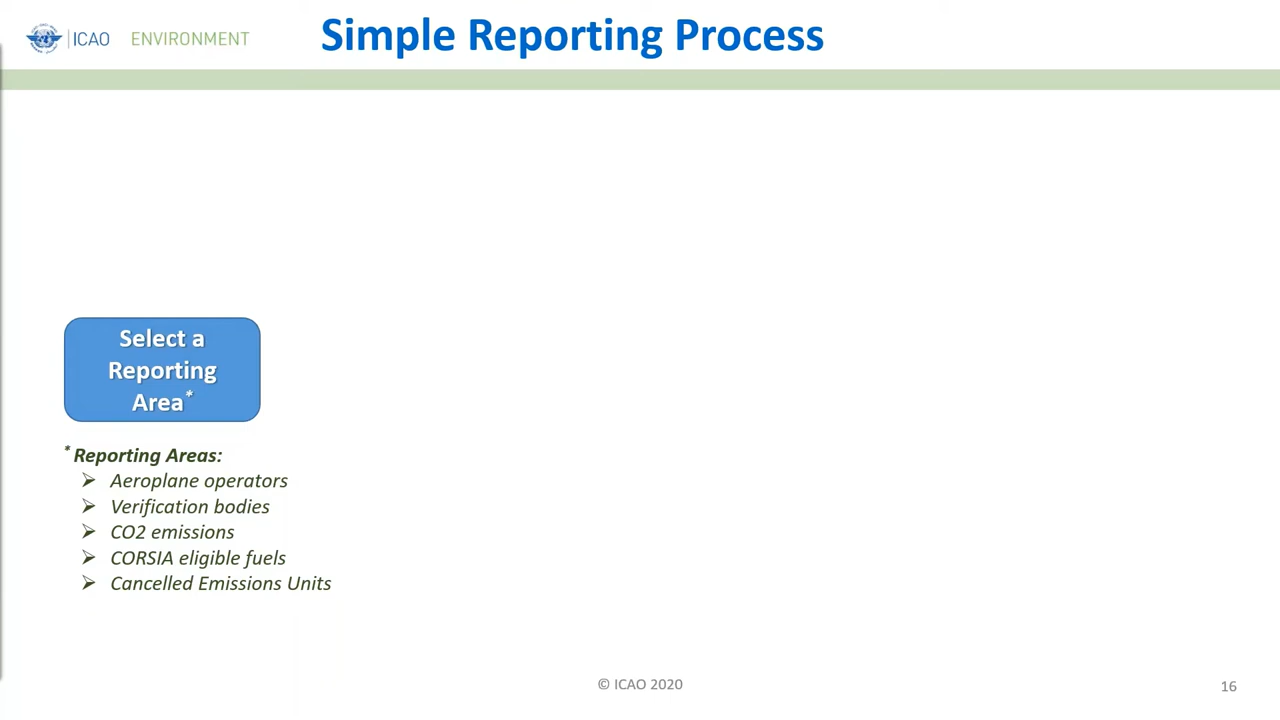 ICAO ENVIRONMENT
Simple Reporting Process
Select a
Reporting
Area*
* Reporting Areas:
➢ Aeroplane operators
➢ Verification bodies
➢ CO2 emissions
➢ CORSIA eligible fuels
➢ Cancelled Emissions Units
© ICAO 2020
16